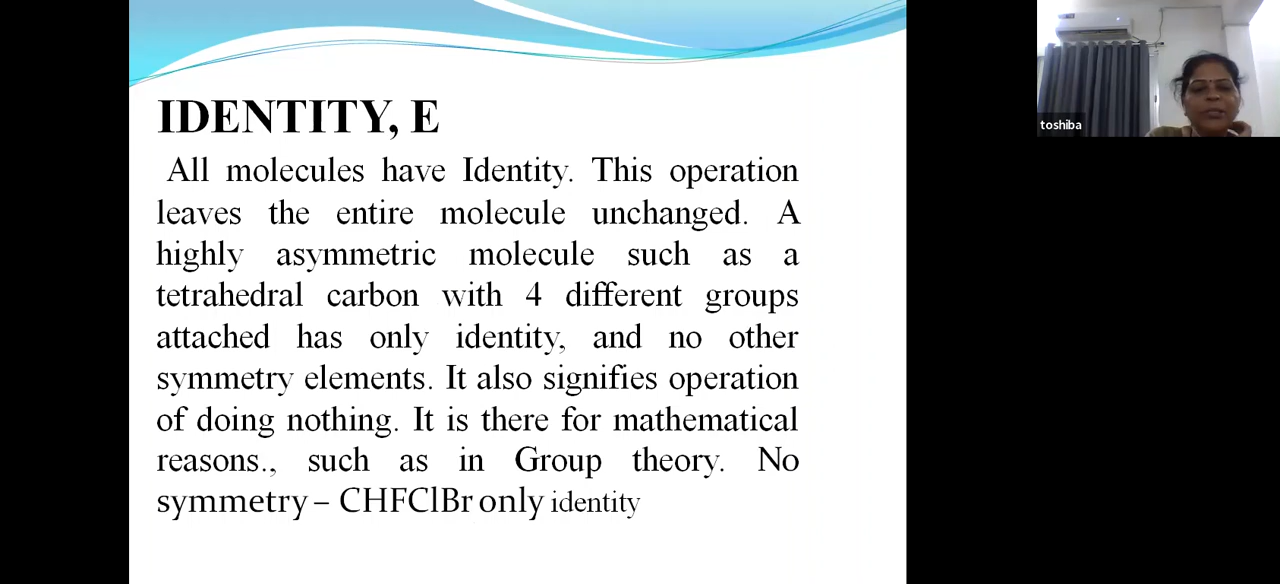 IDENTITY, E
All molecules have Identity. This operation
leaves the entire molecule unchanged. A
highly asymmetric molecule such as a
tetrahedral carbon with 4 different groups
attached has only identity, and no other
symmetry elements. It also signifies operation
of doing nothing. It is there for mathematical
reasons., such as in Group theory. No
symmetry – CHFClBr only identity
toshiba